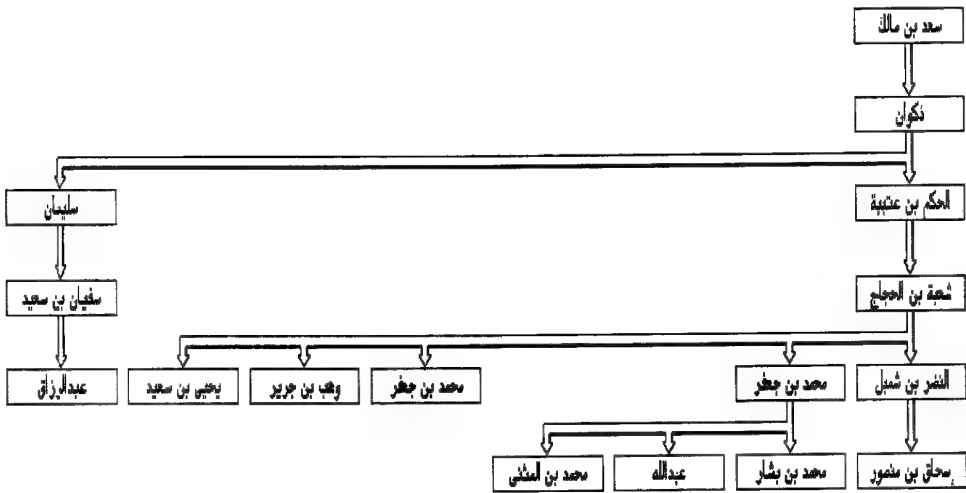 سعد بن مالك
ذكوان
الحكم بن عتيبة
سليمان
شعبة بن الحجاج
سفيان بن سعيد
النضر بن شميل
محمد بن جعفر
محمد بن جعفر
وهب بن جرير
يحيى بن سعيد
عبدالرزاق
إسحاق بن منصور
محمد بن بشار
عبدالله
محمد بن المثنى